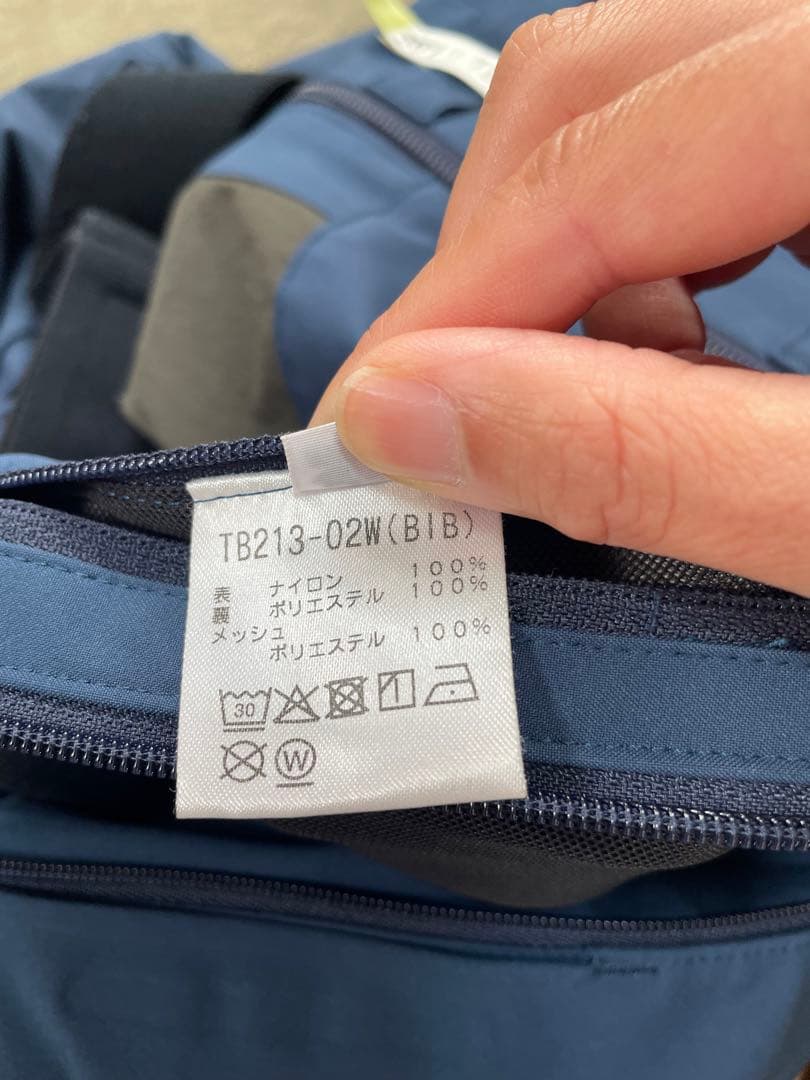 TB213-02W(BIB)
表 ナイロン 100%
裏 ポリエステル 100%
メッシュ
ポリエステル 100%
30
W